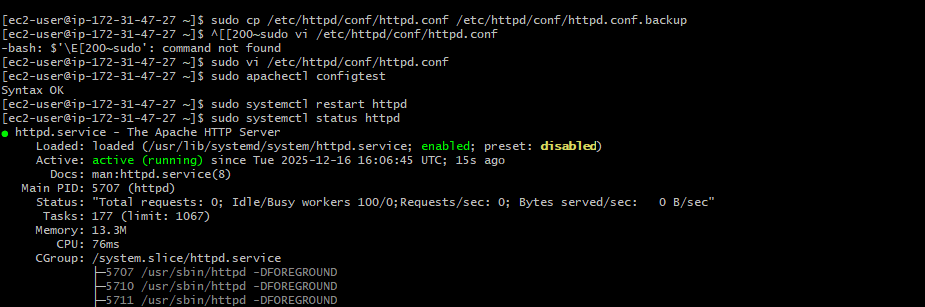 [ec2-user@ip-172-31-47-27 ~]$ sudo cp /etc/httpd/conf/httpd.conf /etc/httpd/conf/httpd.conf.backup
[ec2-user@ip-172-31-47-27 ~]$ ^[[200~sudo vi /etc/httpd/conf/httpd.conf
-bash: $'\E[200~sudo': command not found
[ec2-user@ip-172-31-47-27 ~]$ sudo vi /etc/httpd/conf/httpd.conf
[ec2-user@ip-172-31-47-27 ~]$ sudo apachectl configtest
Syntax OK
[ec2-user@ip-172-31-47-27 ~]$ sudo systemctl restart httpd
[ec2-user@ip-172-31-47-27 ~]$ sudo systemctl status httpd
● httpd.service - The Apache HTTP Server
     Loaded: loaded (/usr/lib/systemd/system/httpd.service; enabled; preset: disabled)
     Active: active (running) since Tue 2025-12-16 16:06:45 UTC; 15s ago
       Docs: man:httpd.service(8)
   Main PID: 5707 (httpd)
     Status: "Total requests: 0; Idle/Busy workers 100/0;Requests/sec: 0; Bytes served/sec:   0 B/sec"
      Tasks: 177 (limit: 1067)
     Memory: 13.3M
        CPU: 76ms
     CGroup: /system.slice/httpd.service
             ├─5707 /usr/sbin/httpd -DFOREGROUND
             ├─5710 /usr/sbin/httpd -DFOREGROUND
             ├─5711 /usr/sbin/httpd -DFOREGROUND